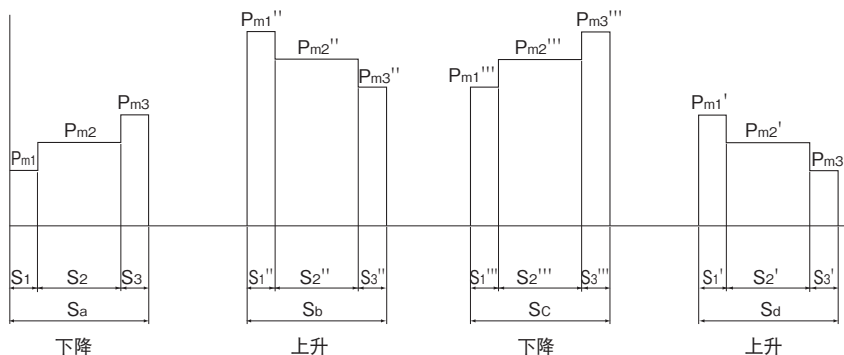 Pm1 Pm2 Pm3
Pm1'' Pm2'' Pm3''
Pm1''' Pm2''' Pm3'''
Pm1' Pm2' Pm3
S1 S2 S3 S1'' S2'' S3'' S1''' S2''' S3''' S1' S2' S3'
Sa Sb SC Sd
下降 上升 下降 上升